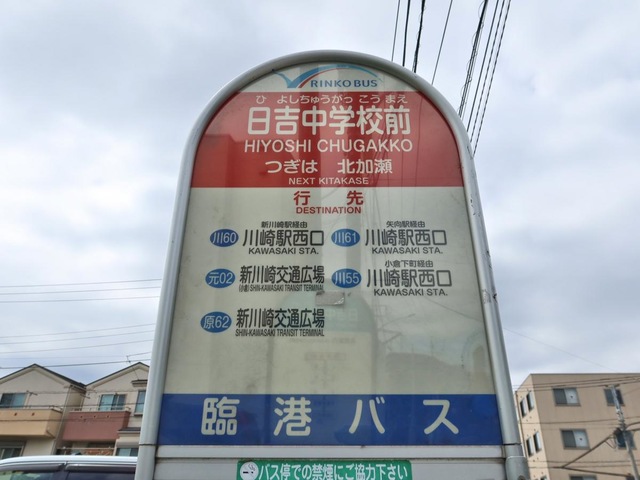 RINKO BUS
ひ よしちゅうがっ こう まえ
日吉中学校前
HIYOSHI CHUGAKKO
つぎは 北加瀬
NEXT KITAKASE
行 先
DESTINATION
新川崎駅経由
川60 川崎駅西口
KAWASAKI STA.
矢向駅経由
川61 川崎駅西口
KAWASAKI STA.
元02 新川崎交通広場
(小倉) SHIN-KAWASAKI TRANSIT TERMINAL
小倉下町経由
川55 川崎駅西口
KAWASAKI STA.
原62 新川崎交通広場
SHIN-KAWASAKI TRANSIT TERMINAL
臨港バス
バス停での禁煙にご協力下さい